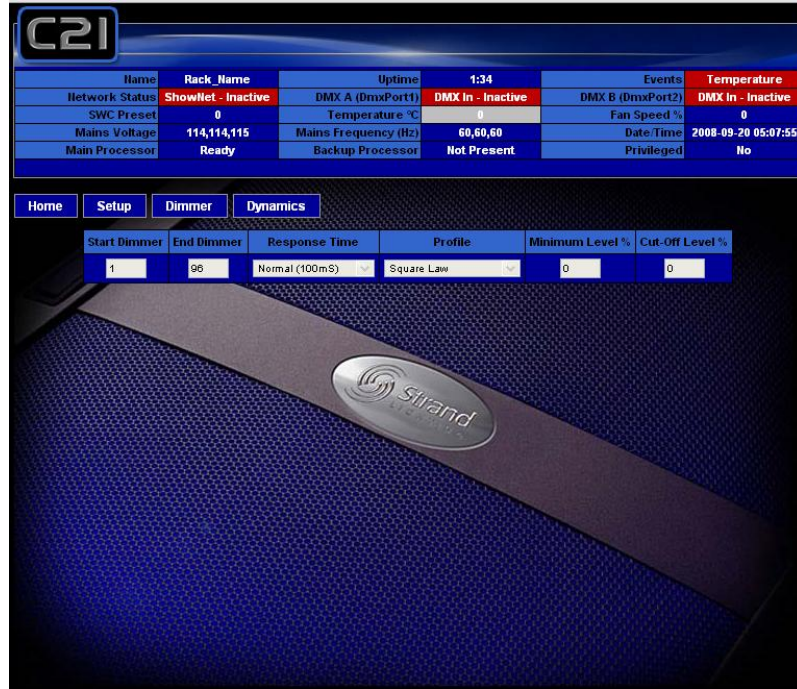 C21
Name Rack_Name Uptime 1:34 Events Temperature
Network Status ShowNet - Inactive DMX A (DmxPort1) DMX In - Inactive DMX B (DmxPort2) DMX In - Inactive
SWC Preset 0 Temperature ºC 0 Fan Speed % 0
Mains Voltage 114,114,115 Mains Frequency (Hz) 60,60,60 Date/Time 2008-09-20 05:07:55
Main Processor Ready Backup Processor Not Present Privileged No
Home Setup Dimmer Dynamics
Start Dimmer End Dimmer Response Time Profile Minimum Level % Cut-Off Level %
1 96 Normal (100mS) Square Law 0 0
Strand
LIGHTING